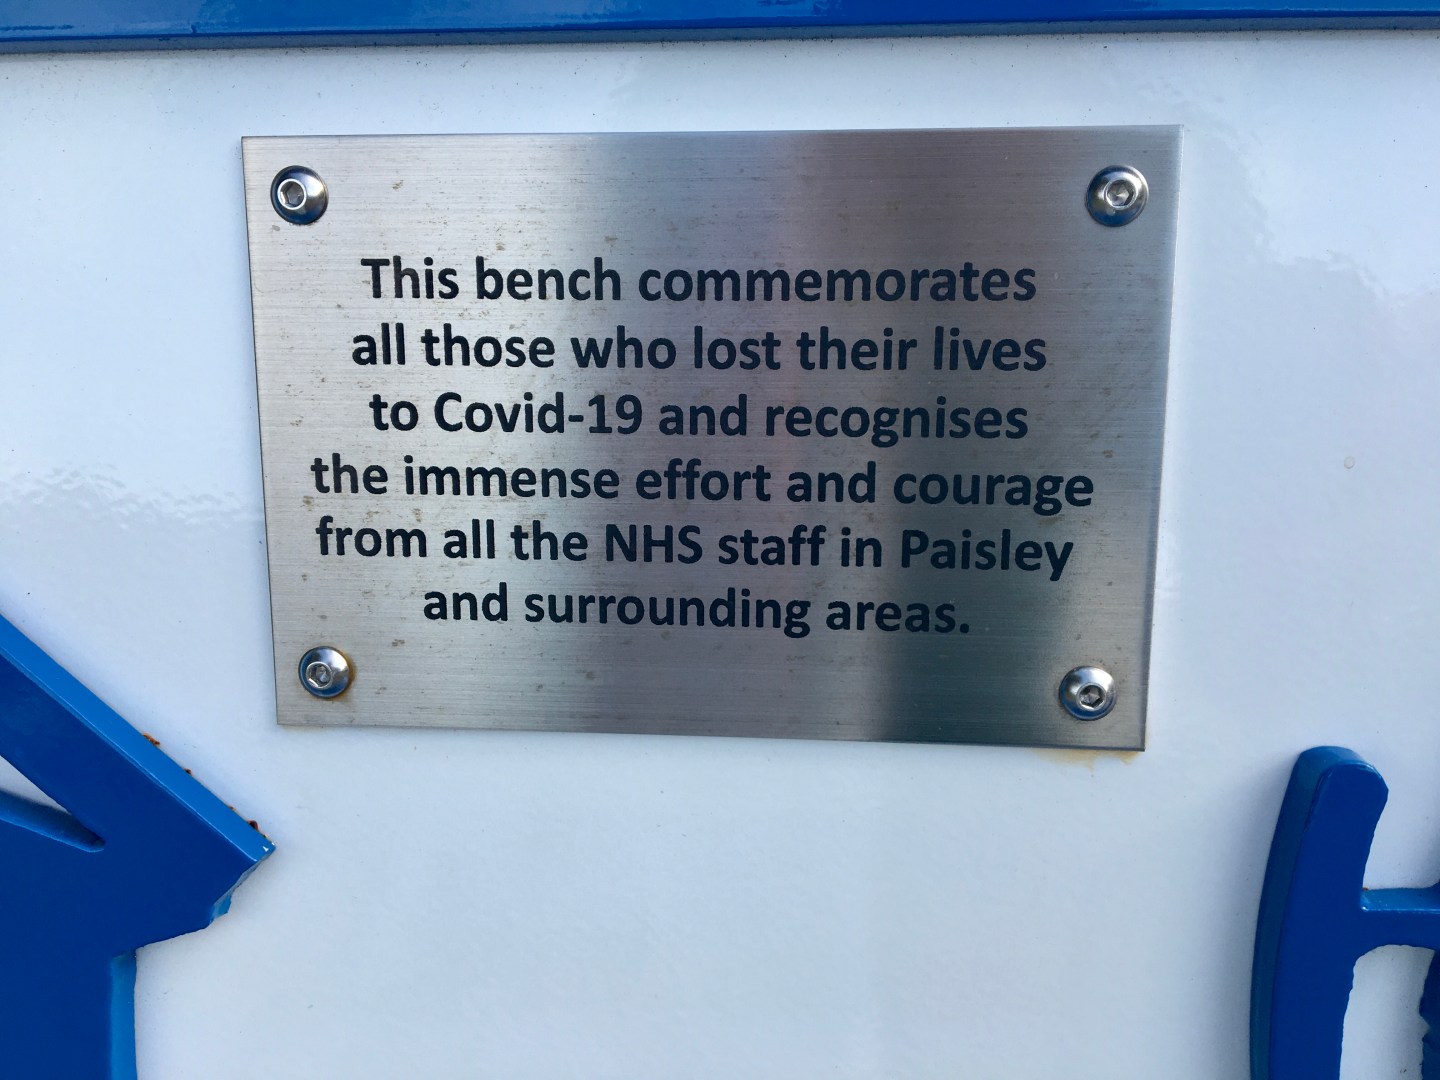 This bench commemorates
all those who lost their lives
to Covid-19 and recognises
the immense effort and courage
from all the NHS staff in Paisley
and surrounding areas.